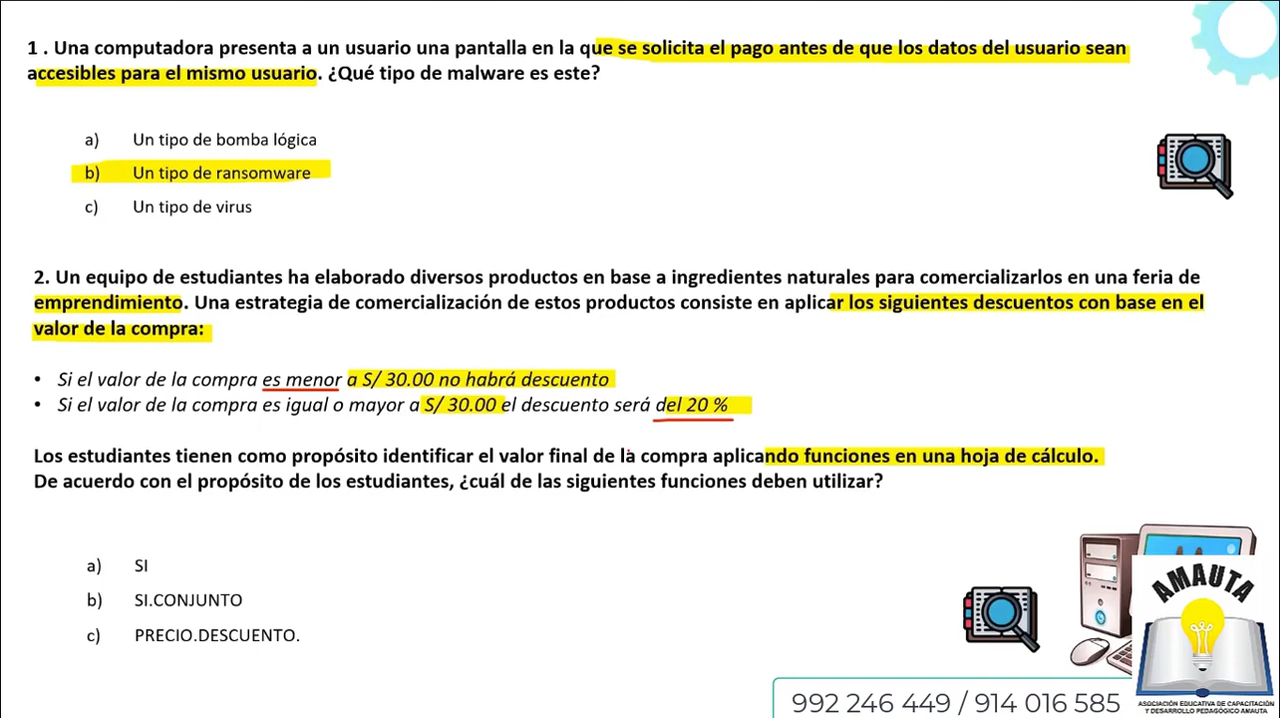 1 . Una computadora presenta a un usuario una pantalla en la que se solicita el pago antes de que los datos del usuario sean
accesibles para el mismo usuario. ¿Qué tipo de malware es este?
a) Un tipo de bomba lógica
b) Un tipo de ransomware
c) Un tipo de virus
2. Un equipo de estudiantes ha elaborado diversos productos en base a ingredientes naturales para comercializarlos en una feria de
emprendimiento. Una estrategia de comercialización de estos productos consiste en aplicar los siguientes descuentos con base en el
valor de la compra:
• Si el valor de la compra es menor a S/ 30.00 no habrá descuento
• Si el valor de la compra es igual o mayor a S/ 30.00 el descuento será del 20 %
Los estudiantes tienen como propósito identificar el valor final de la compra aplicando funciones en una hoja de cálculo.
De acuerdo con el propósito de los estudiantes, ¿cuál de las siguientes funciones deben utilizar?
a) SI
b) SI.CONJUNTO
c) PRECIO.DESCUENTO.
AMAUTA
992 246 449 / 914 016 585
ASOCIACIÓN EDUCATIVA DE CAPACITACIÓN
Y DESARROLLO PEDAGÓGICO AMAUTA